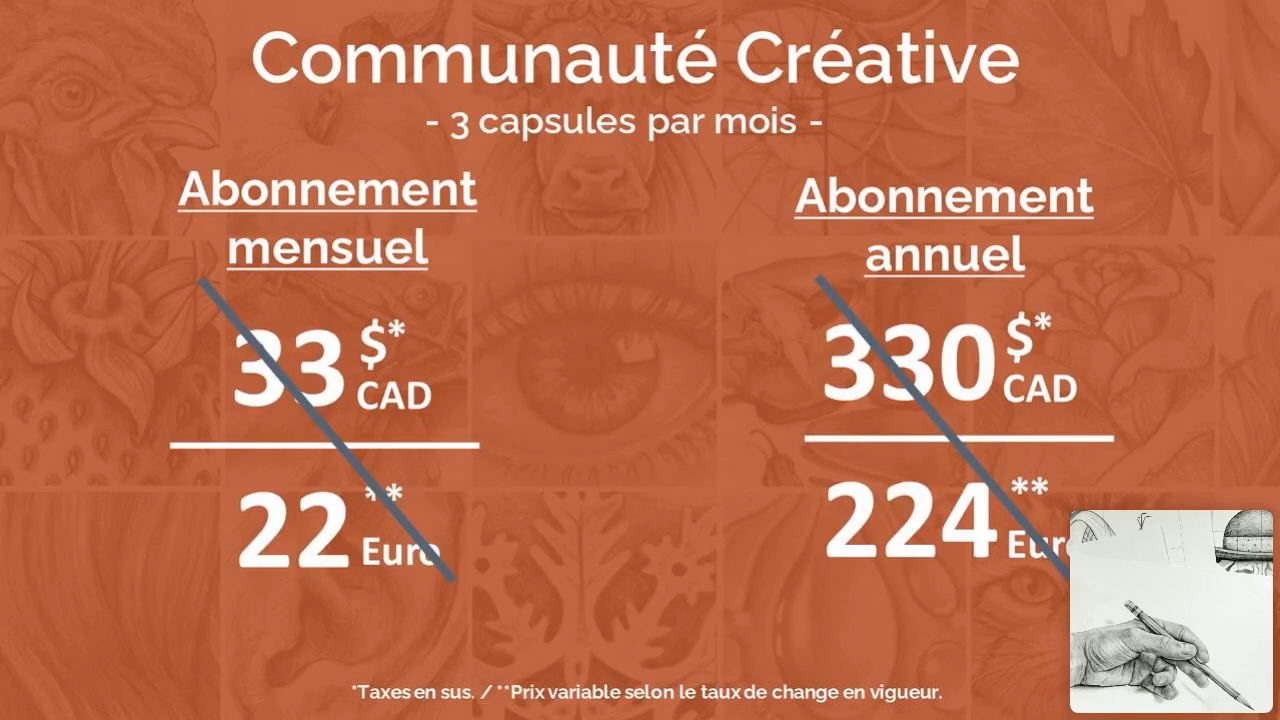 Communauté Créative
- 3 capsules par mois -
Abonnement
mensuel
33 $*
CAD
22 **
Euro
Abonnement
annuel
330 $*
CAD
224 **
Euro
*Taxes en sus. / **Prix variable selon le taux de change en vigueur.